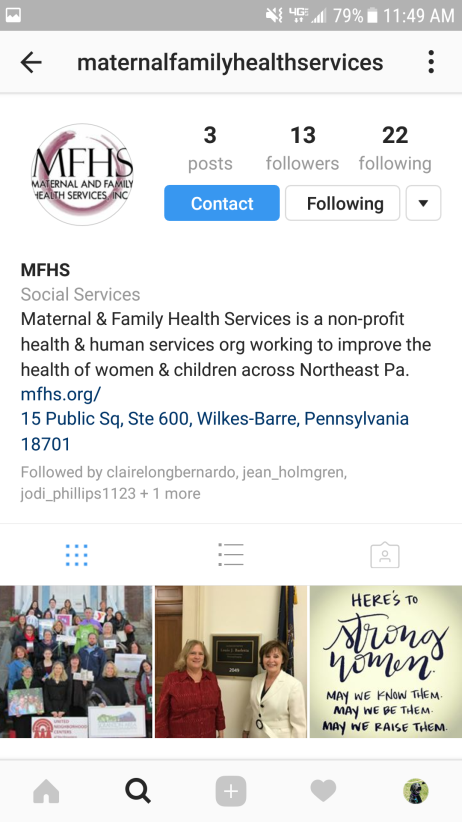 4G 79% 11:49 AM
maternalfamilyhealthservices
MFHS
MATERNAL AND FAMILY
HEALTH SERVICES, INC
3 13 22
posts followers following
Contact Following
MFHS
Social Services
Maternal & Family Health Services is a non-profit
health & human services org working to improve the
health of women & children across Northeast Pa.
mfhs.org/
15 Public Sq, Ste 600, Wilkes-Barre, Pennsylvania
18701
Followed by clairelongbernardo, jean_holmgren,
jodi_phillips1123 + 1 more
UNITED
NEIGHBORHOOD
CENTERS
HERE'S TO
strong
women.
MAY WE KNOW THEM.
MAY WE BE THEM.
MAY WE RAISE THEM.